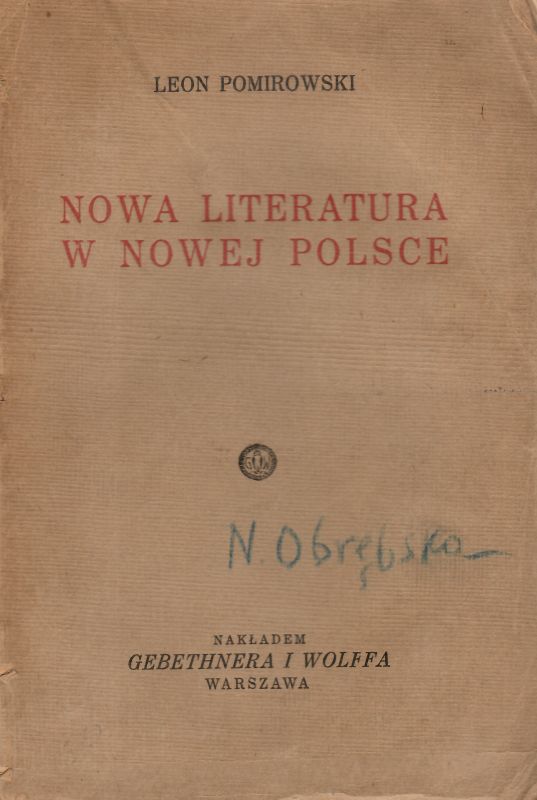 LEON POMIROWSKI
NOWA LITERATURA
W NOWEJ POLSCE
G W
N. Obrębska
NAKŁADEM
GEBETHNERA I WOLFFA
WARSZAWA